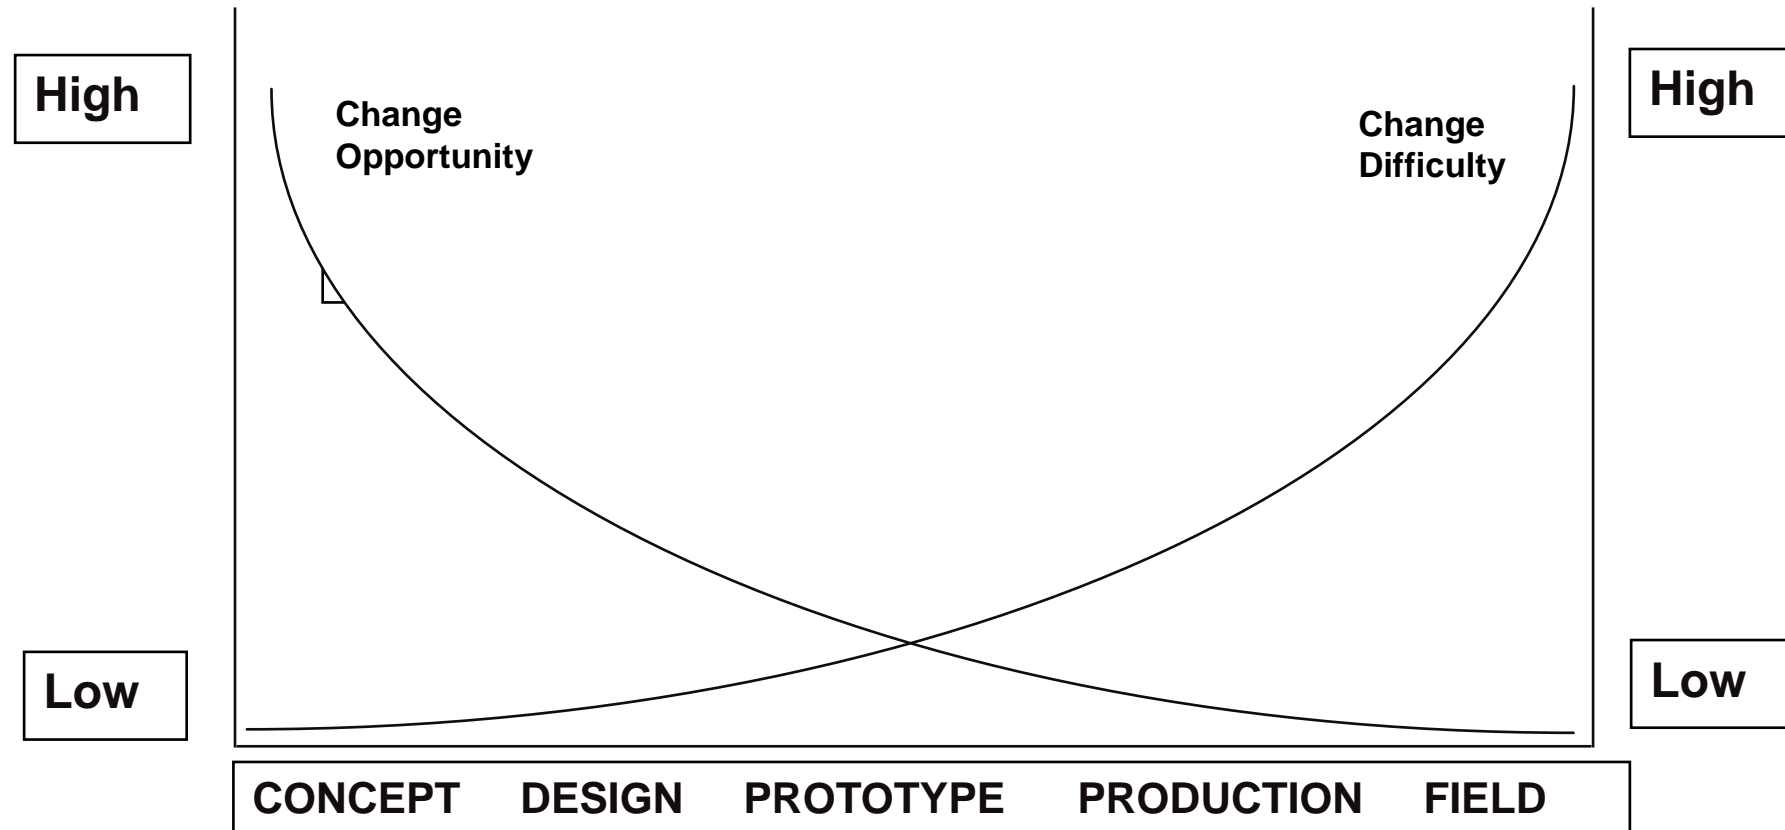 High
Change
Opportunity
Change
Difficulty
High
Low
Low
CONCEPT DESIGN PROTOTYPE PRODUCTION FIELD